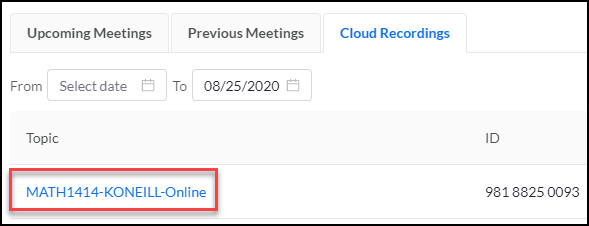 Upcoming Meetings Previous Meetings Cloud Recordings
From Select date To 08/25/2020
Topic ID
MATH1414-KONEILL-Online 981 8825 0093